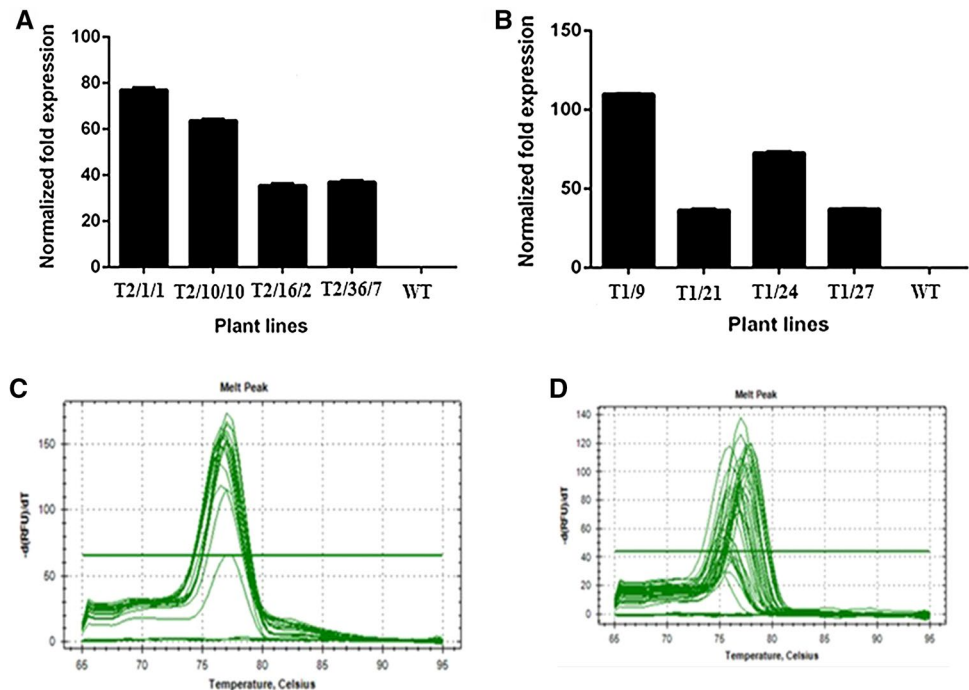 A
Normalized fold expression
100
80
60
40
20
0
T2/1/1 T2/10/10 T2/16/2 T2/36/7 WT
Plant lines
B
Normalized fold expression
150
100
50
0
T1/9 T1/21 T1/24 T1/27 WT
Plant lines
C
Melt Peak
-d(RFU)/dT
150
100
50
0
65 70 75 80 85 90 95
Temperature, Celsius
D
Melt Peak
-d(RFU)/dT
140
120
100
80
60
40
20
0
65 70 75 80 85 90 95
Temperature, Celsius